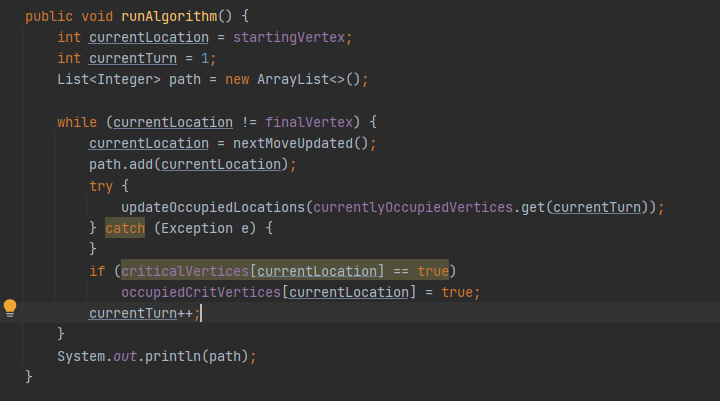 public void runAlgorithm() {
    int currentLocation = startingVertex;
    int currentTurn = 1;
    List<Integer> path = new ArrayList<>();

    while (currentLocation != finalVertex) {
        currentLocation = nextMoveUpdated();
        path.add(currentLocation);
        try {
            updateOccupiedLocations(currentlyOccupiedVertices.get(currentTurn));
        } catch (Exception e) {
        }
        if (criticalVertices[currentLocation] == true)
            occupiedCritVertices[currentLocation] = true;
        currentTurn++;
    }
    System.out.println(path);
}